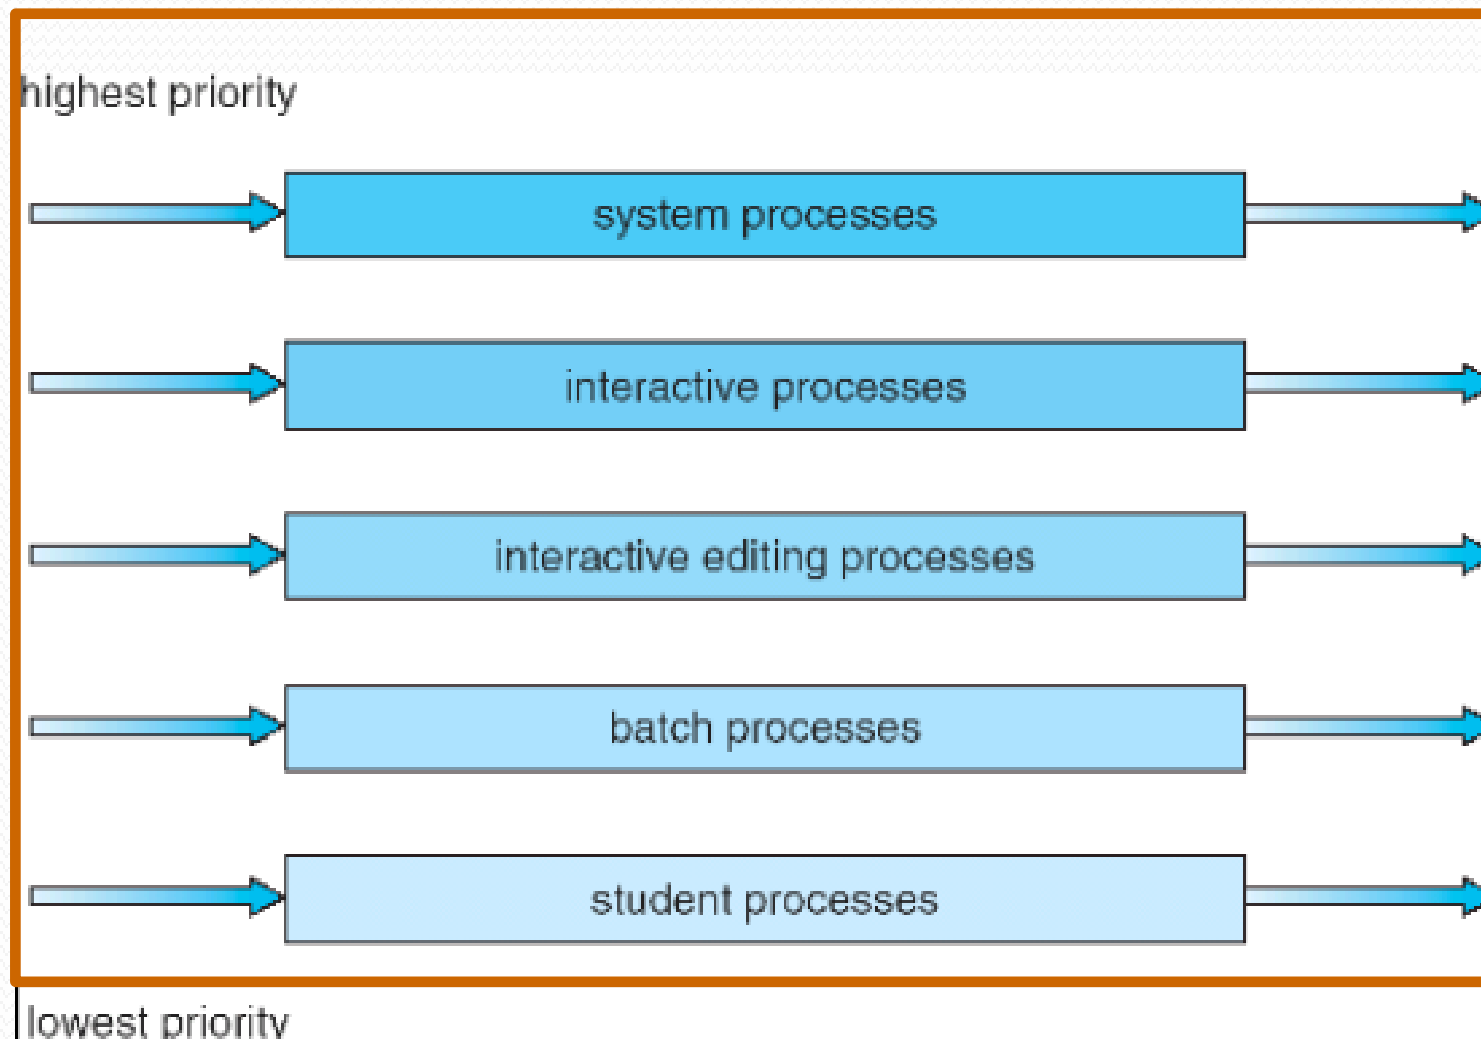 highest priority
system processes
interactive processes
interactive editing processes
batch processes
student processes
lowest priority